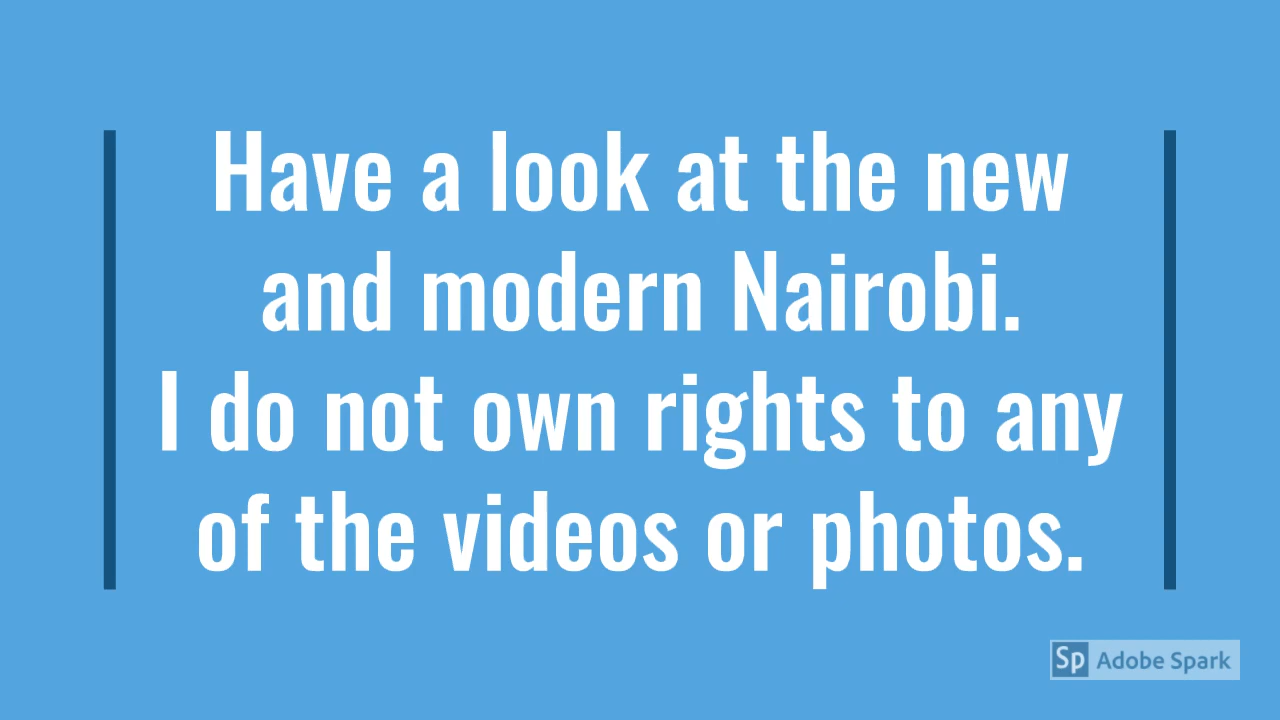 Have a look at the new
and modern Nairobi.
I do not own rights to any
of the videos or photos.
Sp Adobe Spark